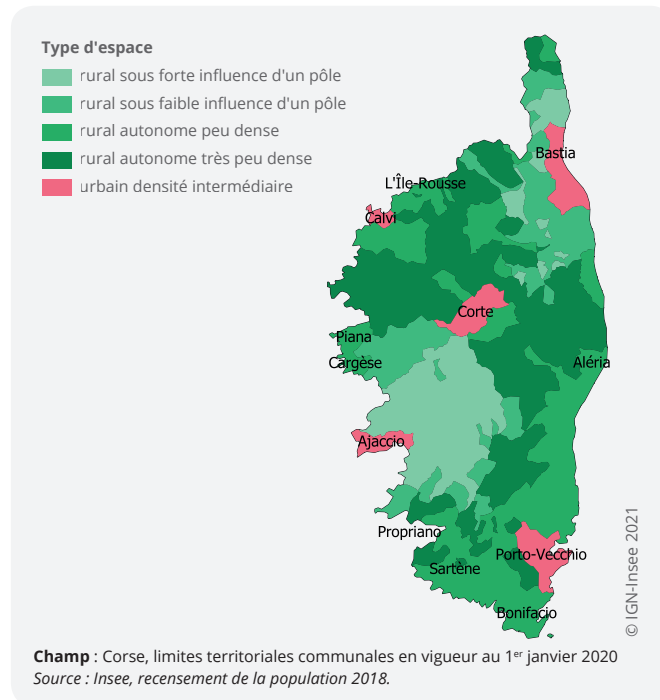 Type d'espace
rural sous forte influence d'un pôle
rural sous faible influence d'un pôle
rural autonome peu dense
rural autonome très peu dense
urbain densité intermédiaire
Bastia
L'Île-Rousse
Calvi
Corte
Piana
Cargèse
Aléria
Ajaccio
Propriano
Porto-Vecchio
Sartène
Bonifacio
© IGN-Insee 2021
Champ : Corse, limites territoriales communales en vigueur au 1er janvier 2020
Source : Insee, recensement de la population 2018.